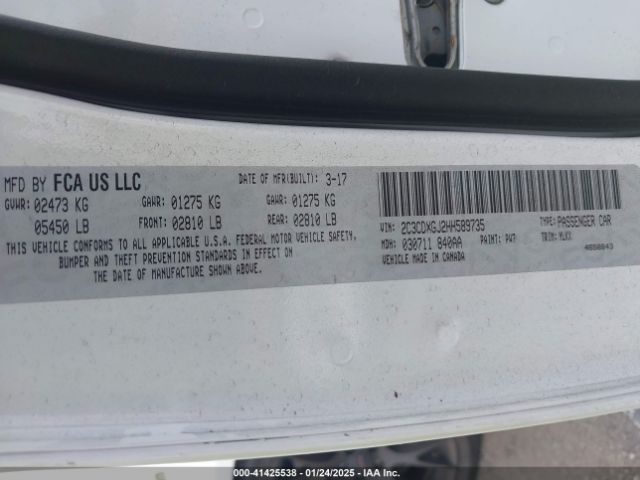 MFD BY FCA US LLC
DATE OF MFR(BUILT): 3-17
GVWR: 02473 KG
GAWR: 01275 KG
GAWR: 01275 KG
05450 LB
FRONT: 02810 LB
REAR: 02810 LB
THIS VEHICLE CONFORMS TO ALL APPLICABLE U.S.A. FEDERAL MOTOR VEHICLE SAFETY,
BUMPER AND THEFT PREVENTION STANDARDS IN EFFECT ON
THE DATE OF MANUFACTURE SHOWN ABOVE.
VIN: 2C3CDXGJ2HH589735
TYPE: PASSENGER CAR
MDH: 030711 840AA
PAINT: PW7
TRIM: MLXX
VEHICLE MADE IN CANADA
000-41425538 - 01/24/2025 - IAA Inc.